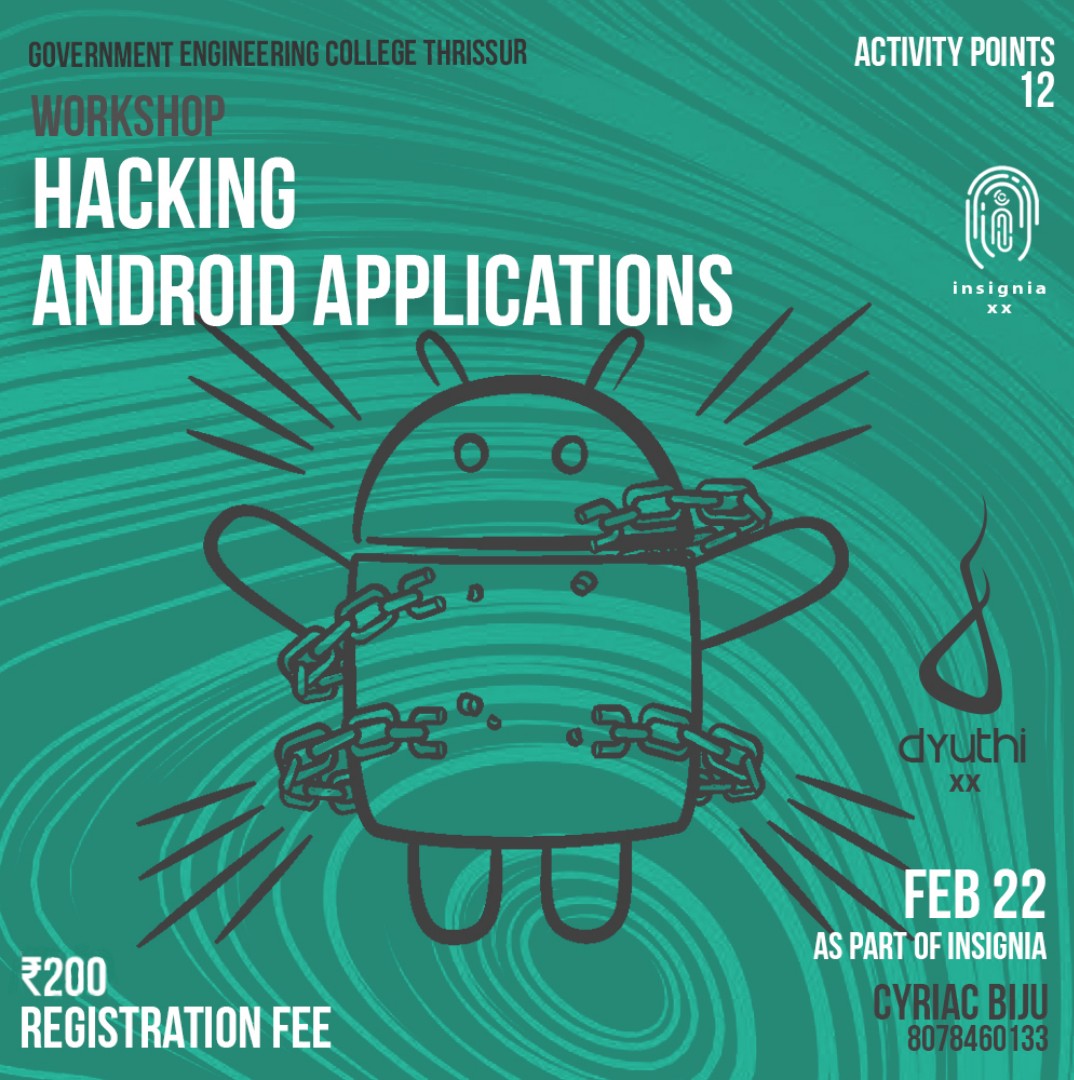 GOVERNMENT ENGINEERING COLLEGE THRISSUR
WORKSHOP
HACKING
ANDROID APPLICATIONS
ACTIVITY POINTS
12
insignia
xx
dyuthi
xx
FEB 22
AS PART OF INSIGNIA
CYRIAC BIJU
8078460133
₹200
REGISTRATION FEE